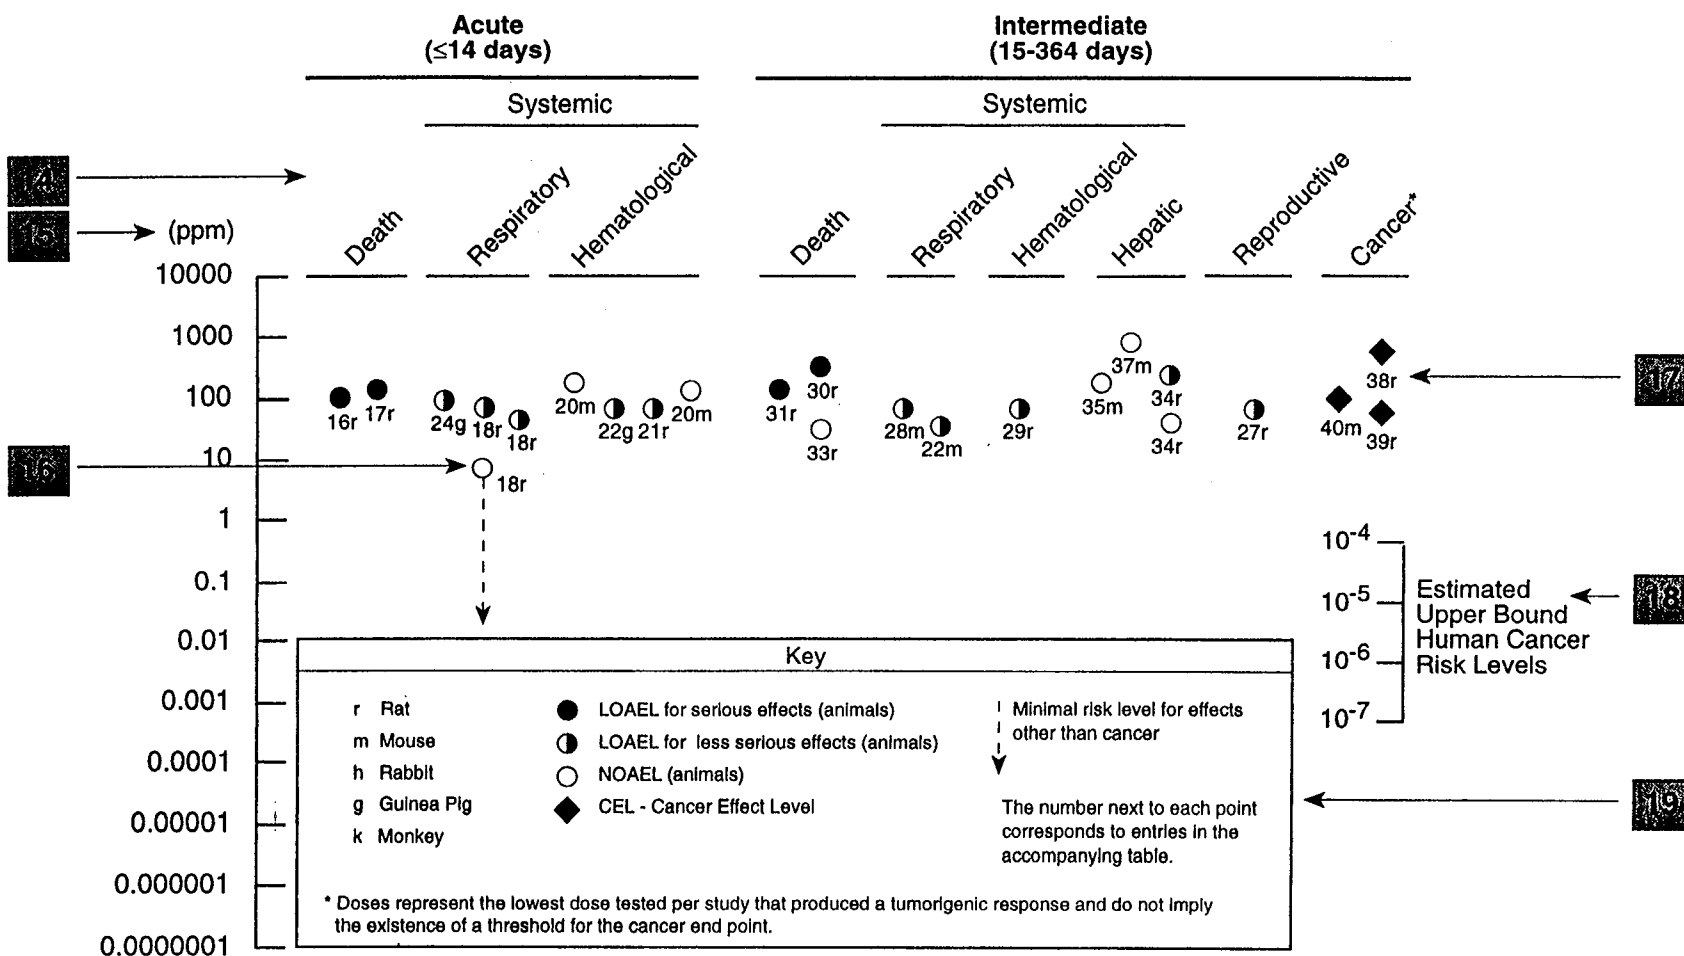 Acute
(≤14 days)
Intermediate
(15-364 days)
Systemic
Systemic
14
15
(ppm)
Death
Respiratory
Hematological
Death
Respiratory
Hematological
Hepatic
Reproductive
Cancer*
10000
1000
100
10
1
0.1
0.01
0.001
0.0001
0.00001
0.000001
0.0000001
16r
17r
24g
18r
18r
18r
20m
22g
21r
20m
31r
30r
33r
28m
22m
29r
35m
37m
34r
34r
27r
40m
38r
39r
16
17
18
19
10-4
10-5
10-6
10-7
Estimated
Upper Bound
Human Cancer
Risk Levels
Key
r Rat
m Mouse
h Rabbit
g Guinea Pig
k Monkey
LOAEL for serious effects (animals)
LOAEL for less serious effects (animals)
NOAEL (animals)
CEL - Cancer Effect Level
Minimal risk level for effects
other than cancer
The number next to each point
corresponds to entries in the
accompanying table.
* Doses represent the lowest dose tested per study that produced a tumorigenic response and do not imply
the existence of a threshold for the cancer end point.